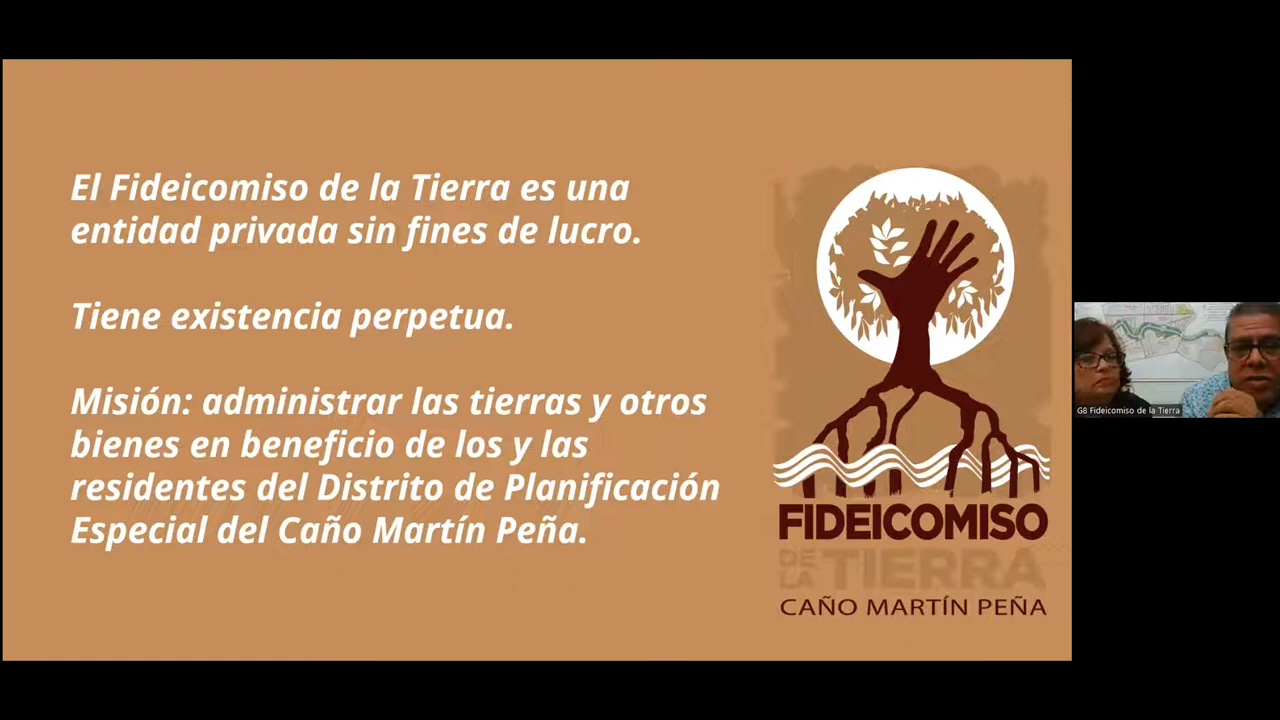 El Fideicomiso de la Tierra es una
entidad privada sin fines de lucro.
Tiene existencia perpetua.
Misión: administrar las tierras y otros
bienes en beneficio de los y las
residentes del Distrito de Planificación
Especial del Caño Martín Peña.
FIDEICOMISO
DE LA TIERRA
CAÑO MARTÍN PEÑA
G8 Fideicomiso de la Tierra